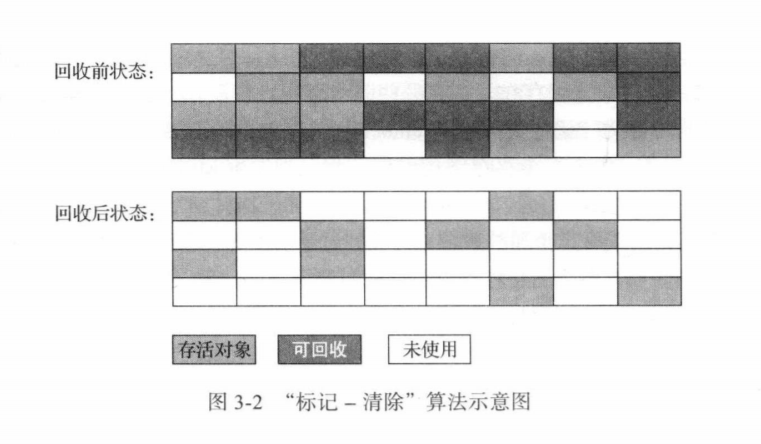 回收前状态：
回收后状态：
存活对象
可回收
未使用
图 3-2 “标记 – 清除”算法示意图